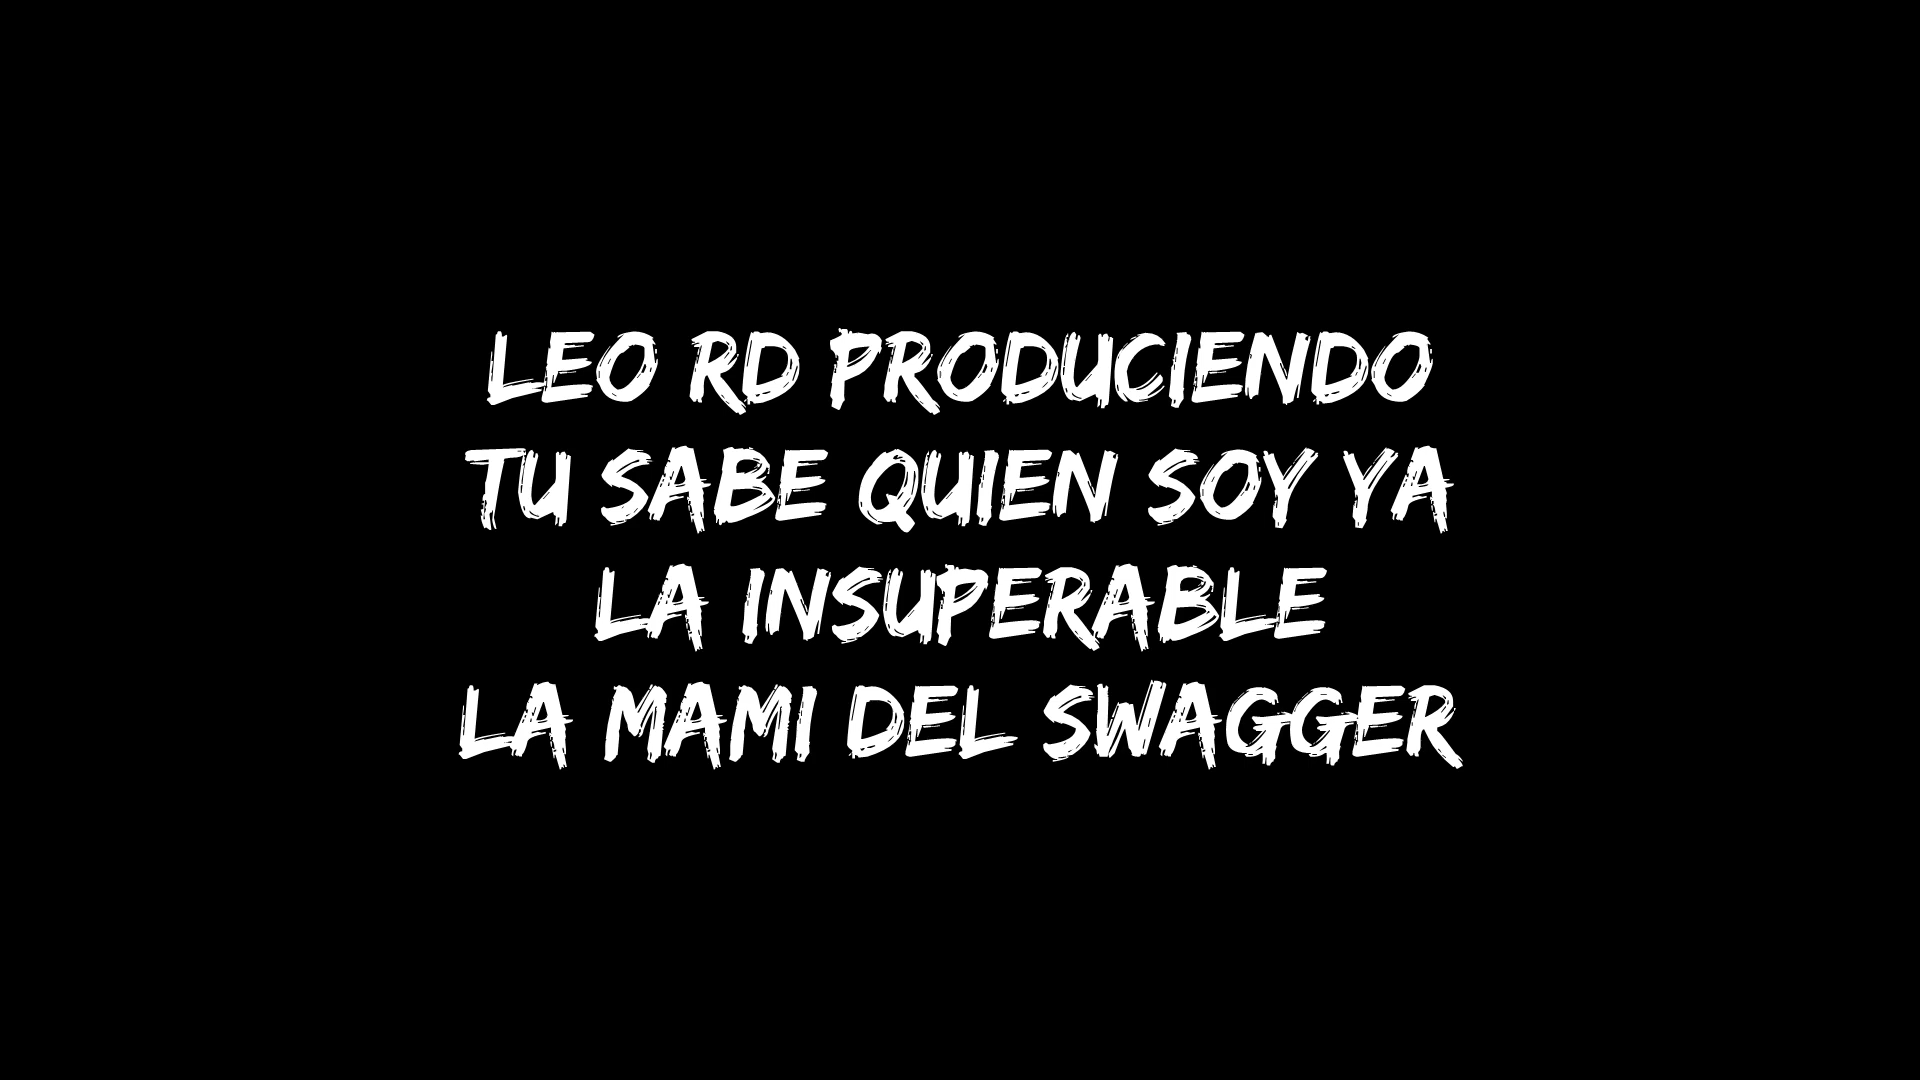 LEO RD PRODUCIENDO
TU SABE QUIEN SOY YA
LA INSUPERABLE
LA MAMI DEL SWAGGER